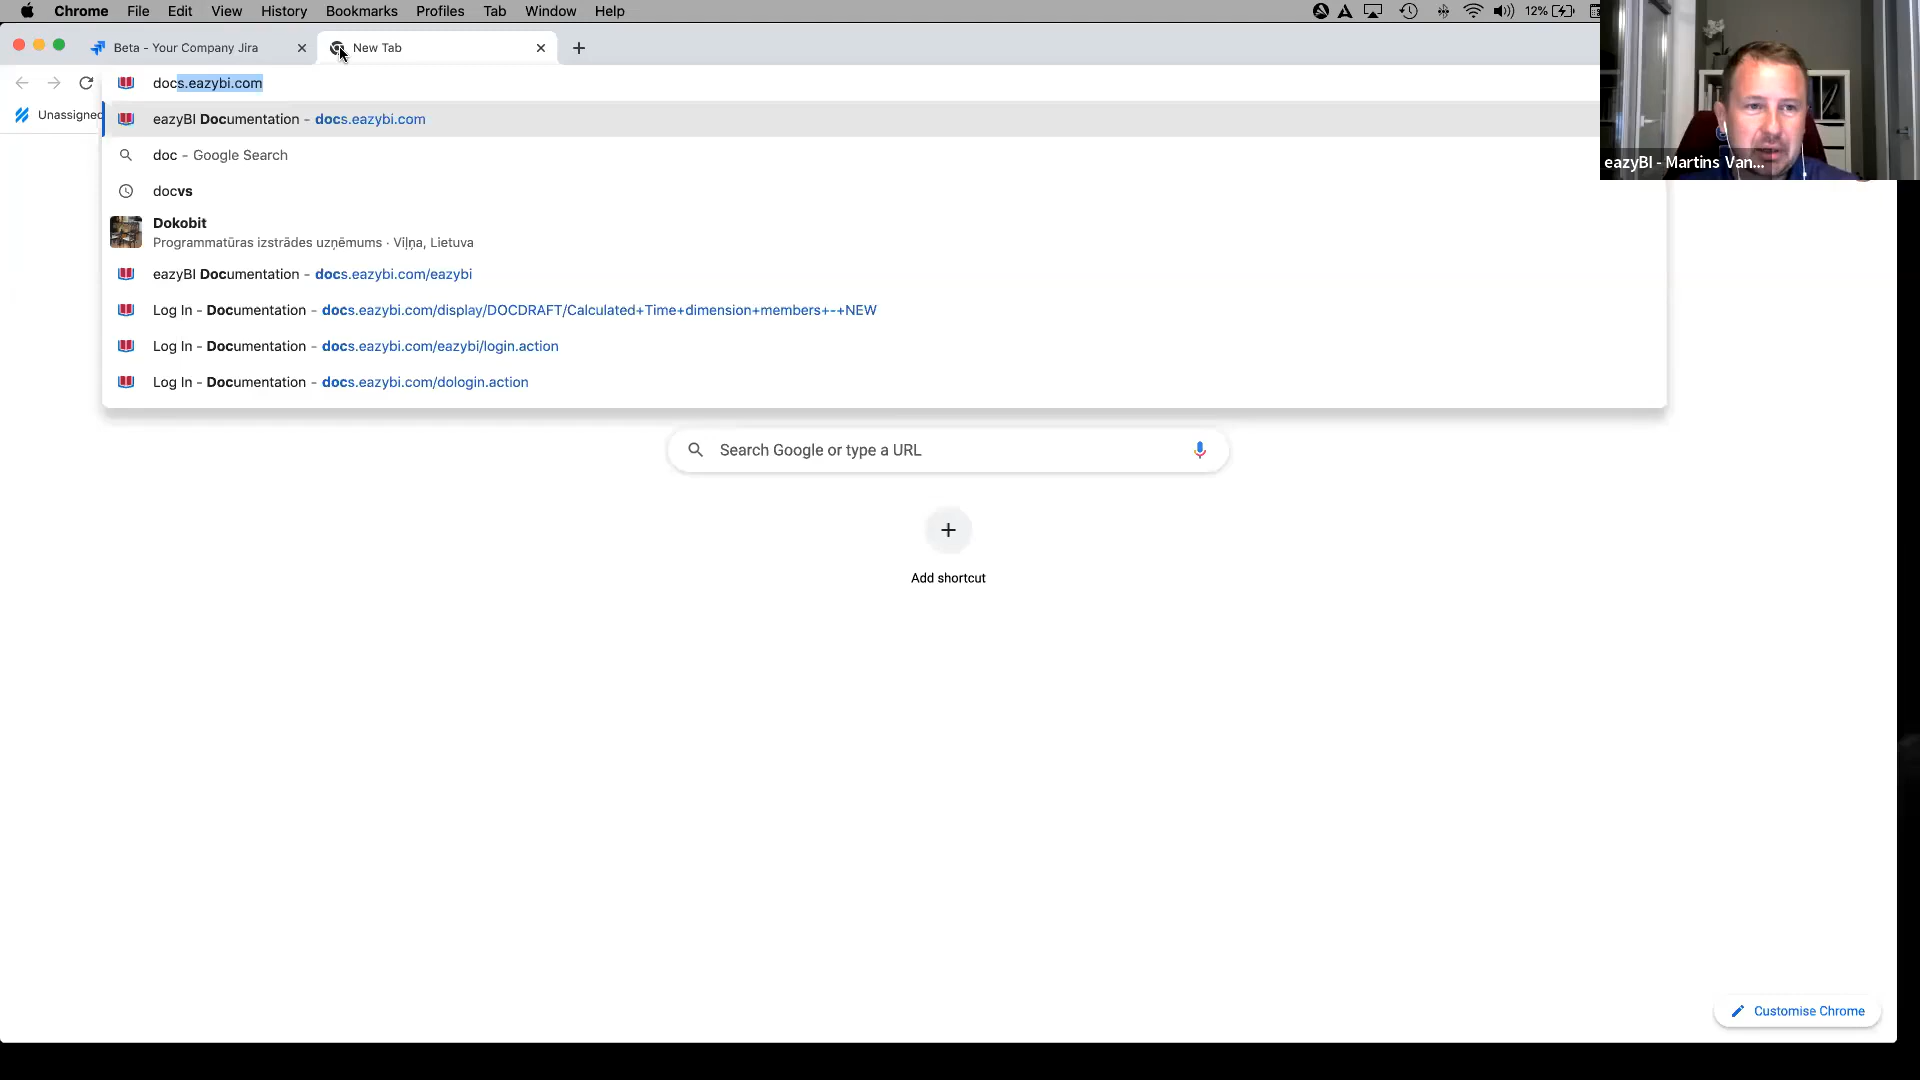 Chrome File Edit View History Bookmarks Profiles Tab Window Help 12%
Beta - Your Company Jira
New Tab
docs.eazybi.com
Unassigned
eazyBI Documentation - docs.eazybi.com
doc - Google Search
docvs
Dokobit
Programmatūras izstrādes uzņēmums · Viļņa, Lietuva
eazyBI Documentation - docs.eazybi.com/eazybi
Log In - Documentation - docs.eazybi.com/display/DOCDRAFT/Calculated+Time+dimension+members+-+NEW
Log In - Documentation - docs.eazybi.com/eazybi/login.action
Log In - Documentation - docs.eazybi.com/dologin.action
eazyBI - Martins Van...
Search Google or type a URL
Add shortcut
Customise Chrome